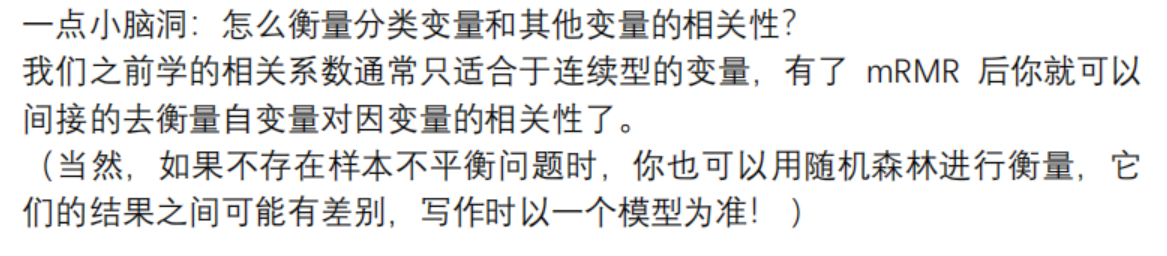 一点小脑洞：怎么衡量分类变量和其他变量的相关性？
我们之前学的相关系数通常只适合于连续型的变量，有了 mRMR 后你就可以
间接的去衡量自变量对因变量的相关性了。
（当然，如果不存在样本不平衡问题时，你也可以用随机森林进行衡量，它
们的结果之间可能有差别，写作时以一个模型为准！）